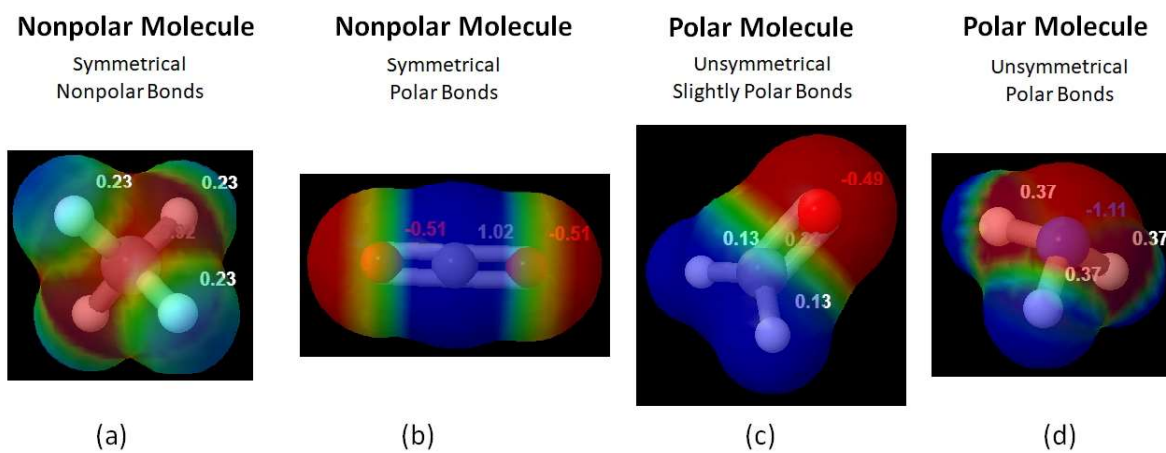 Nonpolar Molecule
Symmetrical
Nonpolar Bonds
0.23
0.23
0.23
(a)
Nonpolar Molecule
Symmetrical
Polar Bonds
-0.51
1.02
-0.51
(b)
Polar Molecule
Unsymmetrical
Slightly Polar Bonds
-0.49
0.13
0.13
(c)
Polar Molecule
Unsymmetrical
Polar Bonds
0.37
-1.11
0.37
0.37
(d)